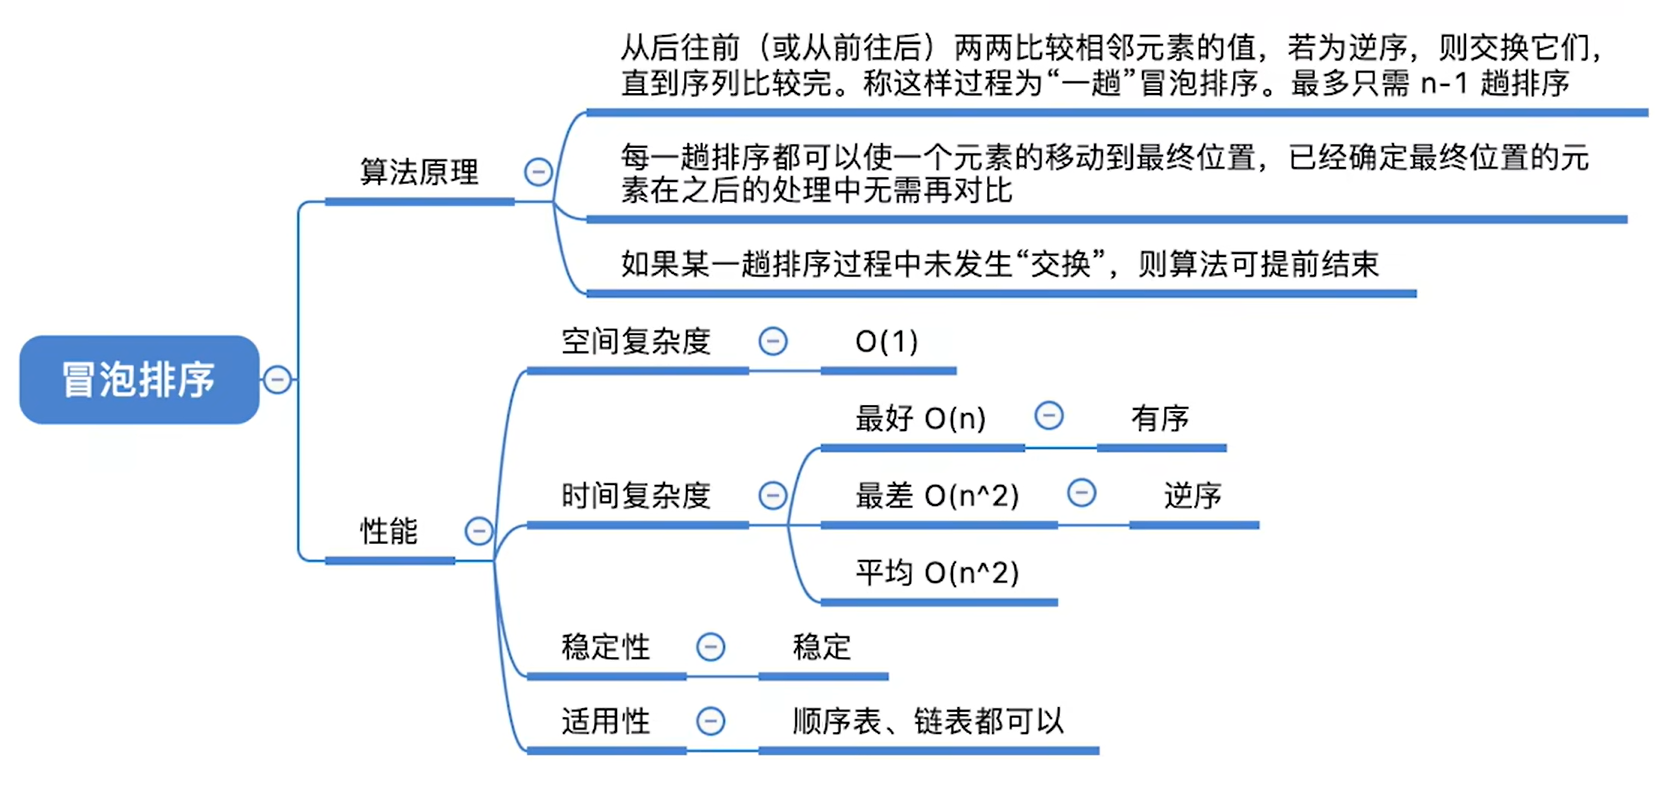 从后往前（或从前往后）两两比较相邻元素的值，若为逆序，则交换它们，
直到序列比较完。称这样过程为“一趟”冒泡排序。最多只需 n-1 趟排序
每一趟排序都可以使一个元素的移动到最终位置，已经确定最终位置的元
素在之后的处理中无需再对比
算法原理
如果某一趟排序过程中未发生“交换”，则算法可提前结束
冒泡排序
空间复杂度
O(1)
最好 O(n)
有序
时间复杂度
最差 O(n^2)
逆序
性能
平均 O(n^2)
稳定性
稳定
适用性
顺序表、链表都可以